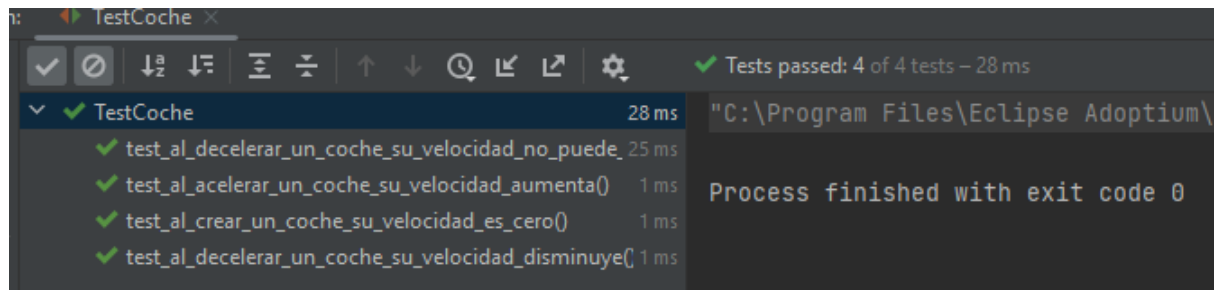 n: TestCoche ×
Tests passed: 4 of 4 tests – 28 ms
TestCoche 28 ms
"C:\Program Files\Eclipse Adoptium\
test_al_decelerar_un_coche_su_velocidad_no_puede_ 25 ms
test_al_acelerar_un_coche_su_velocidad_aumenta() 1 ms
Process finished with exit code 0
test_al_crear_un_coche_su_velocidad_es_cero() 1 ms
test_al_decelerar_un_coche_su_velocidad_disminuye() 1 ms